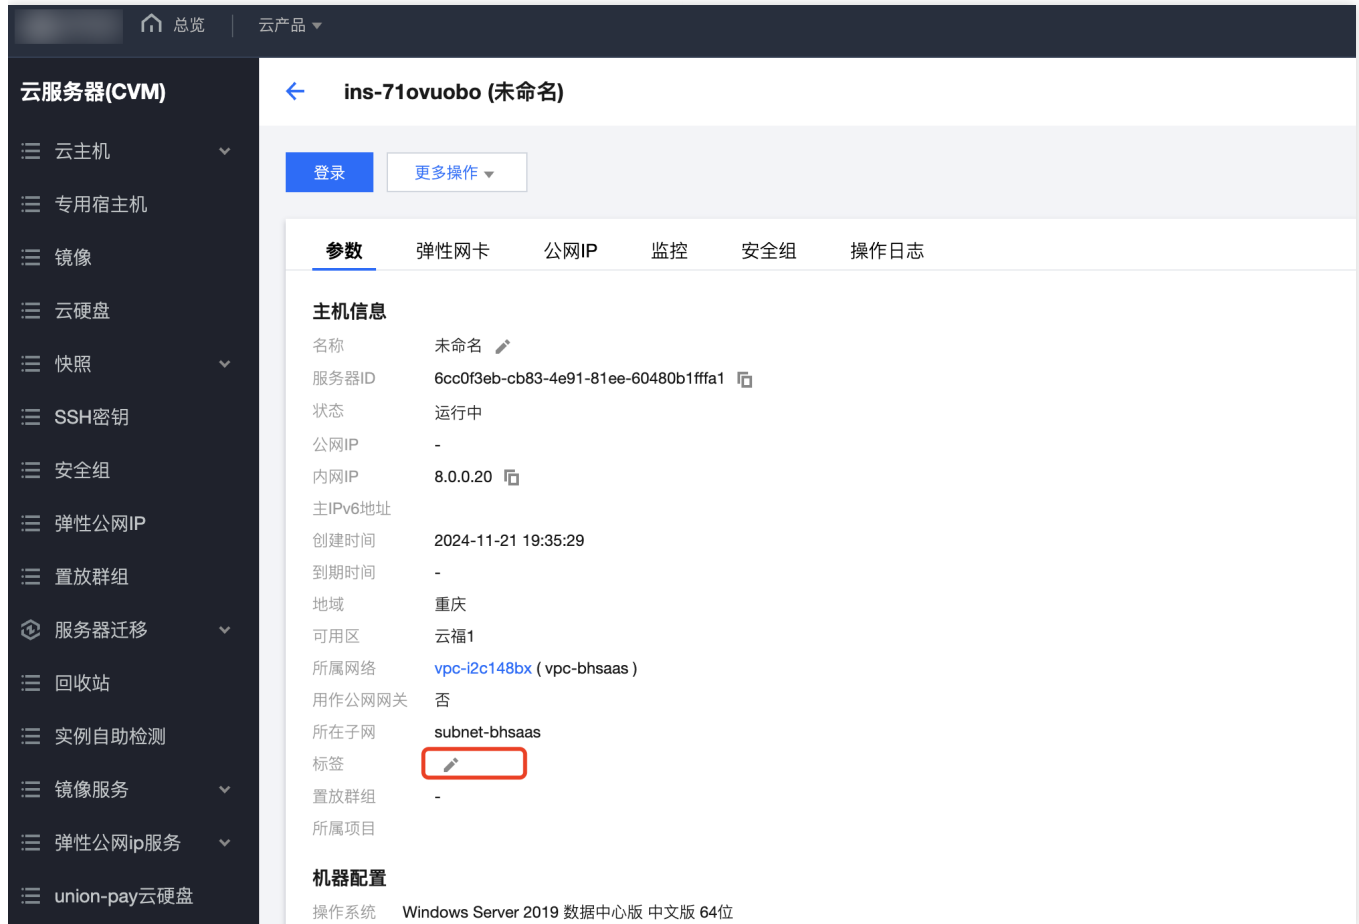 总览 云产品
云服务器(CVM)
云主机
专用宿主机
镜像
云硬盘
快照
SSH密钥
安全组
弹性公网IP
置放群组
服务器迁移
回收站
实例自助检测
镜像服务
弹性公网ip服务
union-pay云硬盘
ins-71ovuobo (未命名)
登录 更多操作
参数 弹性网卡 公网IP 监控 安全组 操作日志
主机信息
名称 未命名
服务器ID 6cc0f3eb-cb83-4e91-81ee-60480b1fffa1
状态 运行中
公网IP -
内网IP 8.0.0.20
主IPv6地址
创建时间 2024-11-21 19:35:29
到期时间 -
地域 重庆
可用区 云福1
所属网络 vpc-i2c148bx ( vpc-bhsaas )
用作公网网关 否
所在子网 subnet-bhsaas
标签
置放群组 -
所属项目
机器配置
操作系统 Windows Server 2019 数据中心版 中文版 64位